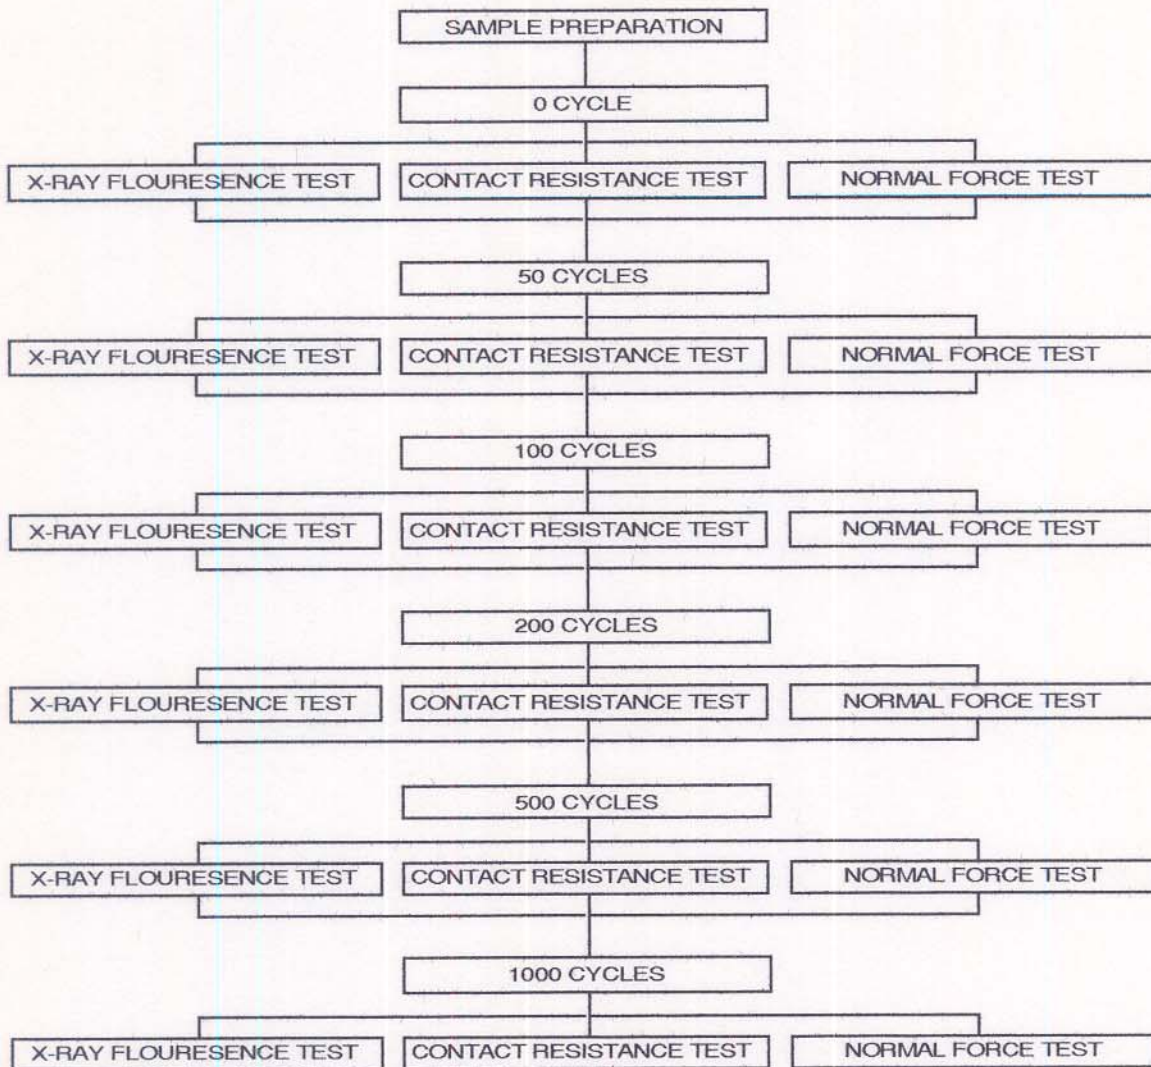 SAMPLE PREPARATION
0 CYCLE
X-RAY FLOURESENCE TEST
CONTACT RESISTANCE TEST
NORMAL FORCE TEST
50 CYCLES
X-RAY FLOURESENCE TEST
CONTACT RESISTANCE TEST
NORMAL FORCE TEST
100 CYCLES
X-RAY FLOURESENCE TEST
CONTACT RESISTANCE TEST
NORMAL FORCE TEST
200 CYCLES
X-RAY FLOURESENCE TEST
CONTACT RESISTANCE TEST
NORMAL FORCE TEST
500 CYCLES
X-RAY FLOURESENCE TEST
CONTACT RESISTANCE TEST
NORMAL FORCE TEST
1000 CYCLES
X-RAY FLOURESENCE TEST
CONTACT RESISTANCE TEST
NORMAL FORCE TEST